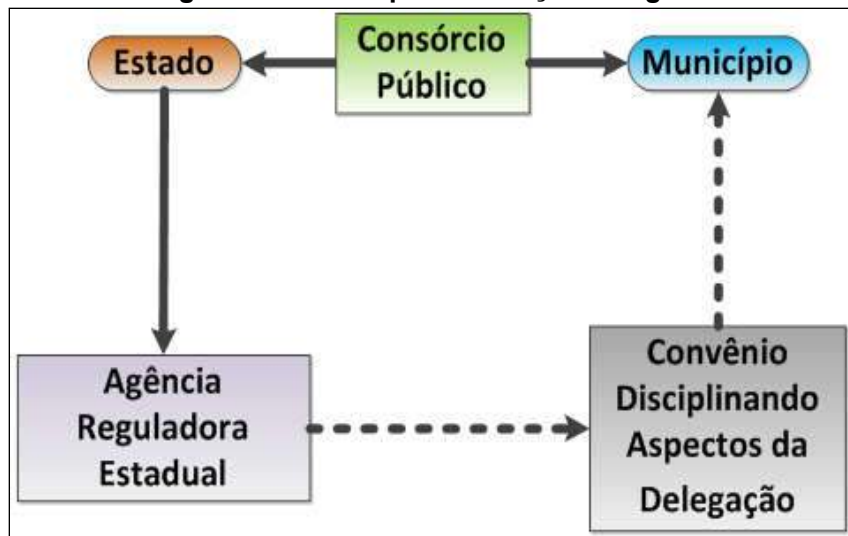 Consórcio
Público
Estado
Município
Agência
Reguladora
Estadual
Convênio
Disciplinando
Aspectos da
Delegação